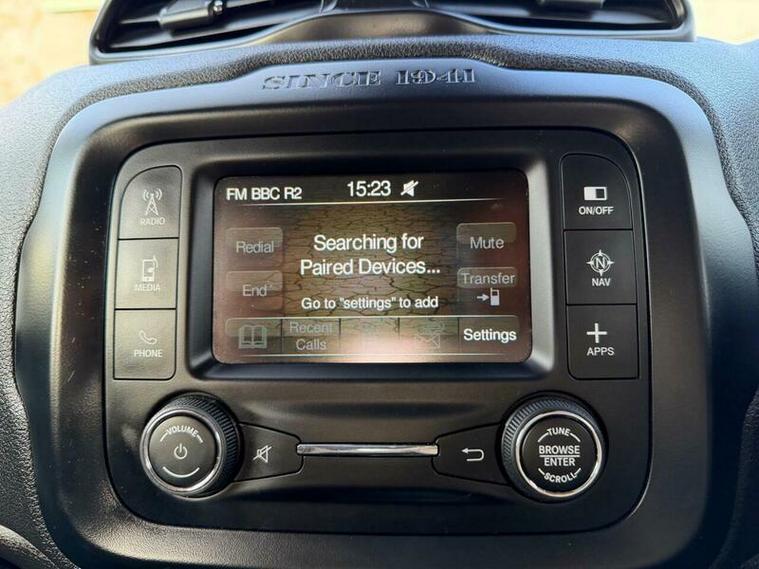 SINCE 1941
FM BBC R2
15:23
RADIO
MEDIA
PHONE
Redial
End
Searching for
Paired Devices...
Go to "settings" to add
Mute
Transfer
Recent
Calls
Settings
ON/OFF
N
NAV
APPS
VOLUME
TUNE
BROWSE
ENTER
SCROLL